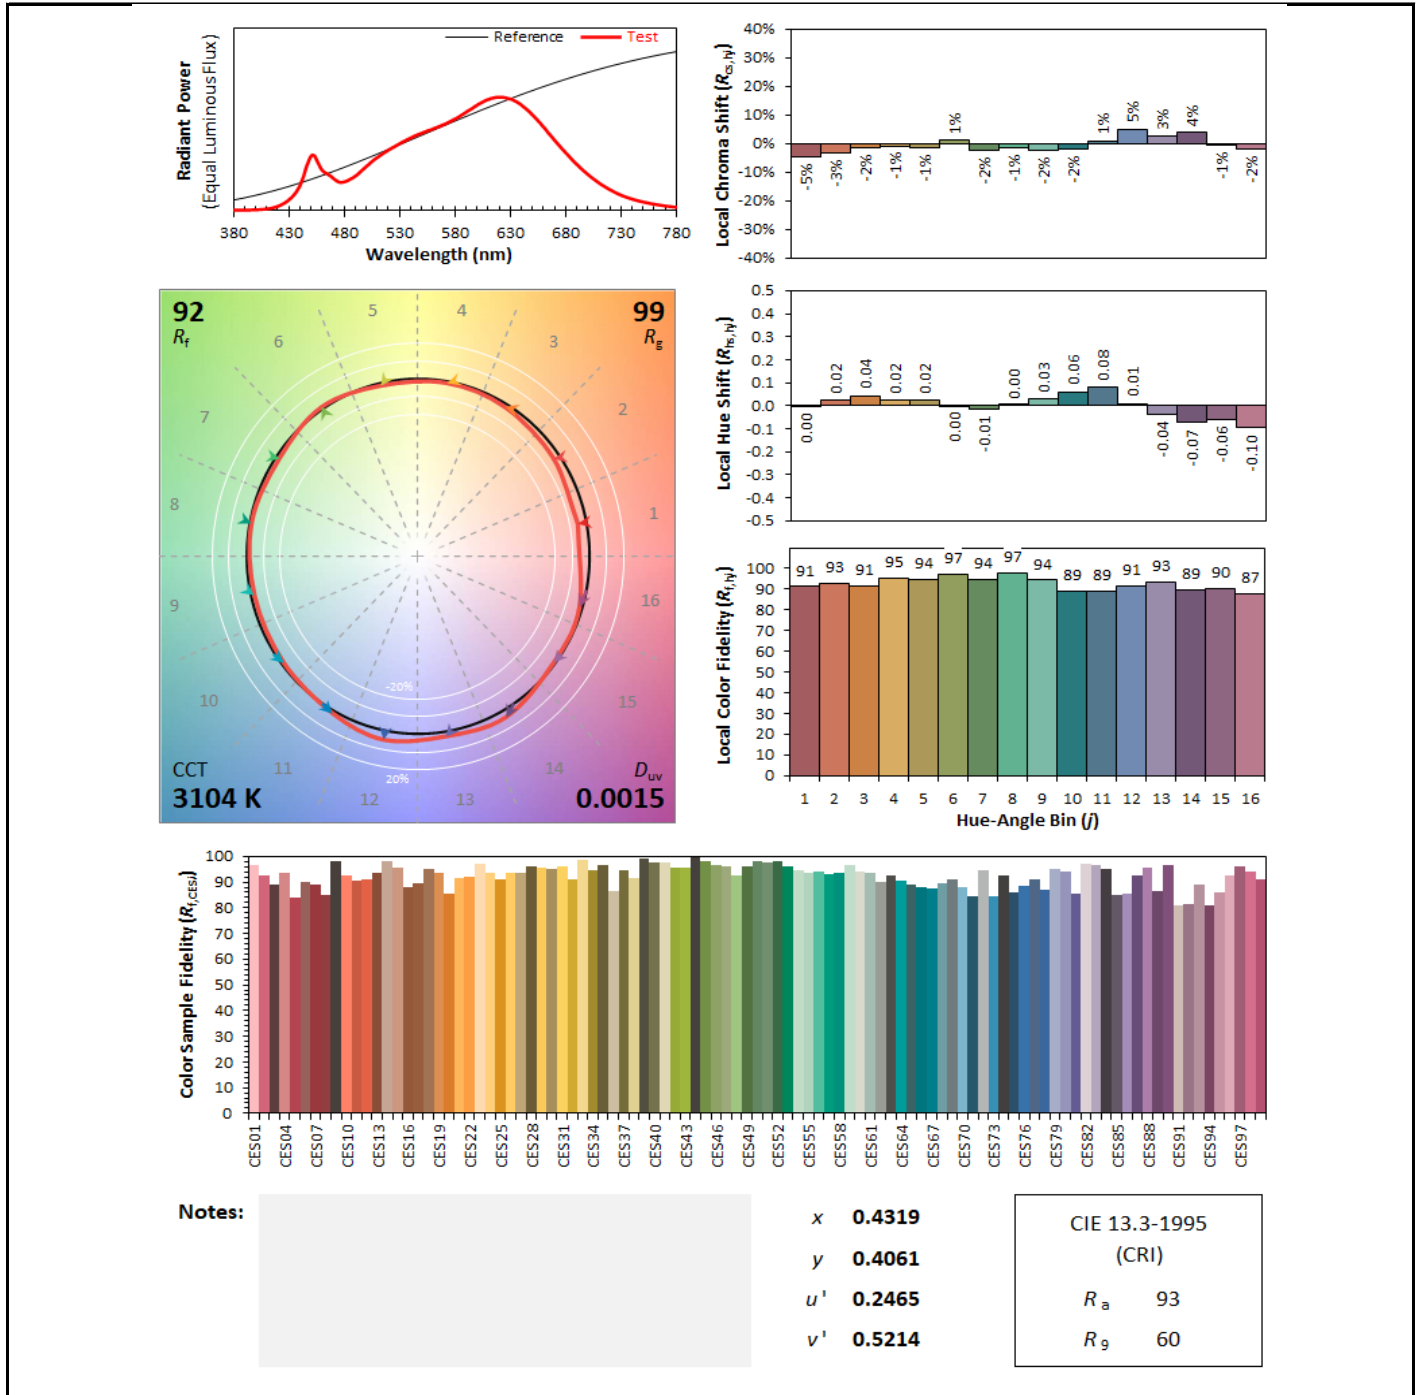 Radiant Power
(Equal Luminous Flux)
Reference
Test
380 430 480 530 580 630 680 730 780
Wavelength (nm)
Local Chroma Shift (Rcs,hj)
40%
30%
20%
10%
0%
-10%
-20%
-30%
-40%
-5% -3% -2% -1% -1% 1% -2% -1% -2% -2% 1% 5% 3% 4% -1% -2%
92
Rf
99
Rg
5 4
6 3
7 2
8 1
9 16
10 15
11 14
12 13
-20%
20%
CCT
3104 K
Duv
0.0015
Local Hue Shift (Rhs,hj)
0.5
0.4
0.3
0.2
0.1
0.0
-0.1
-0.2
-0.3
-0.4
-0.5
0.00 0.02 0.04 0.02 0.02 0.00 -0.01 0.00 0.03 0.06 0.08 0.01 -0.04 -0.07 -0.06 -0.10
Local Color Fidelity (Rf,hj)
100
90
80
70
60
50
40
30
20
10
0
91 93 91 95 94 97 94 97 94 89 89 91 93 89 90 87
1 2 3 4 5 6 7 8 9 10 11 12 13 14 15 16
Hue-Angle Bin (j)
Color Sample Fidelity (Rf,CESi)
100
90
80
70
60
50
40
30
20
10
0
CES01 CES04 CES07 CES10 CES13 CES16 CES19 CES22 CES25 CES28 CES31 CES34 CES37 CES40 CES43 CES46 CES49 CES52 CES55 CES58 CES61 CES64 CES67 CES70 CES73 CES76 CES79 CES82 CES85 CES88 CES91 CES94 CES97
Notes:
x 0.4319
y 0.4061
u' 0.2465
v' 0.5214
CIE 13.3-1995
(CRI)
Ra 93
R9 60